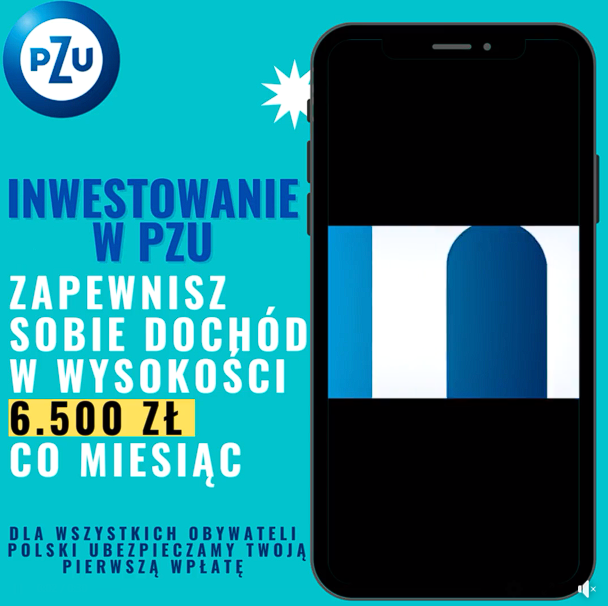 PZU
INWESTOWANIE
W PZU
ZAPEWNISZ
SOBIE DOCHÓD
W WYSOKOŚCI
6.500 ZŁ
CO MIESIĄC
DLA WSZYSTKICH OBYWATELI
POLSKI UBEZPIECZAMY TWOJĄ
PIERWSZĄ WPŁATĘ